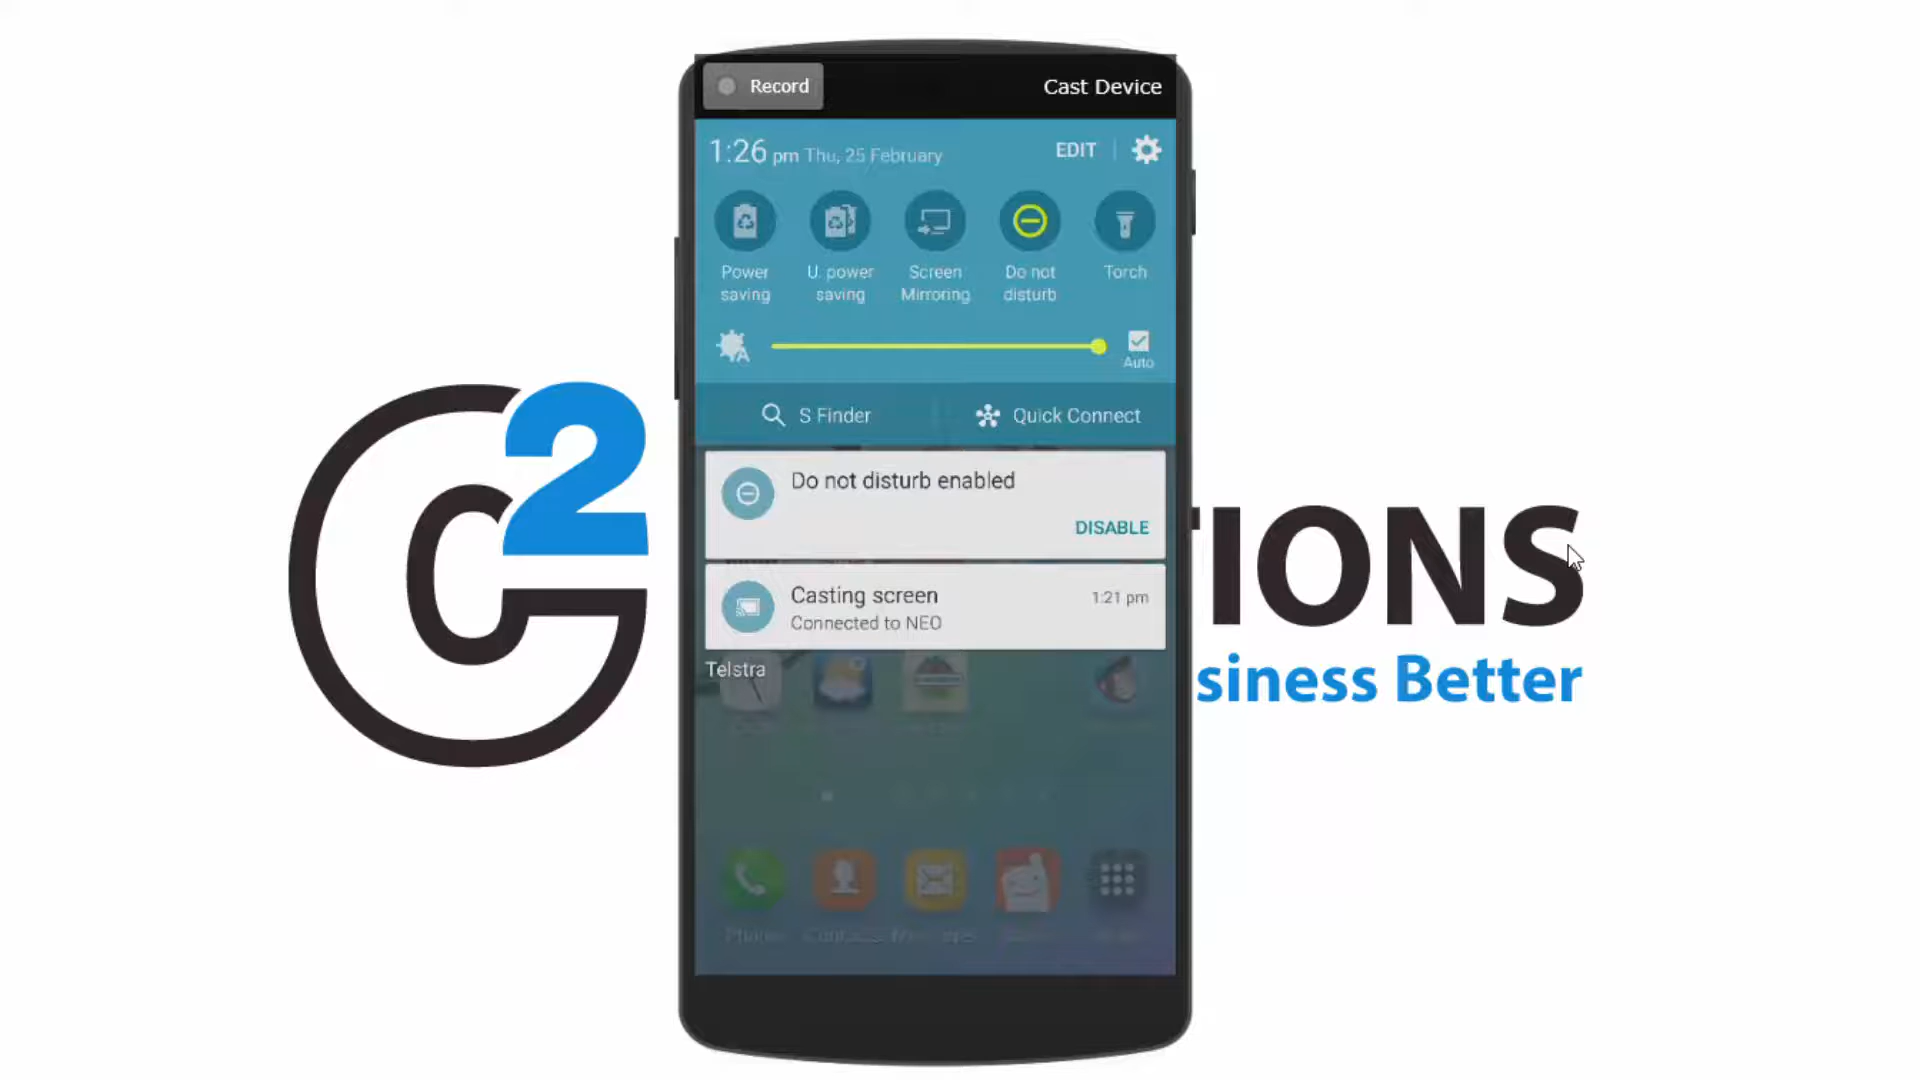 Record
Cast Device
1:26 pm Thu, 25 February
EDIT
Power saving
U. power saving
Screen Mirroring
Do not disturb
Torch
A
Auto
S Finder
Quick Connect
Do not disturb enabled
DISABLE
Casting screen
1:21 pm
Connected to NEO
Telstra
Phone
Contacts
C2
IONS
siness Better